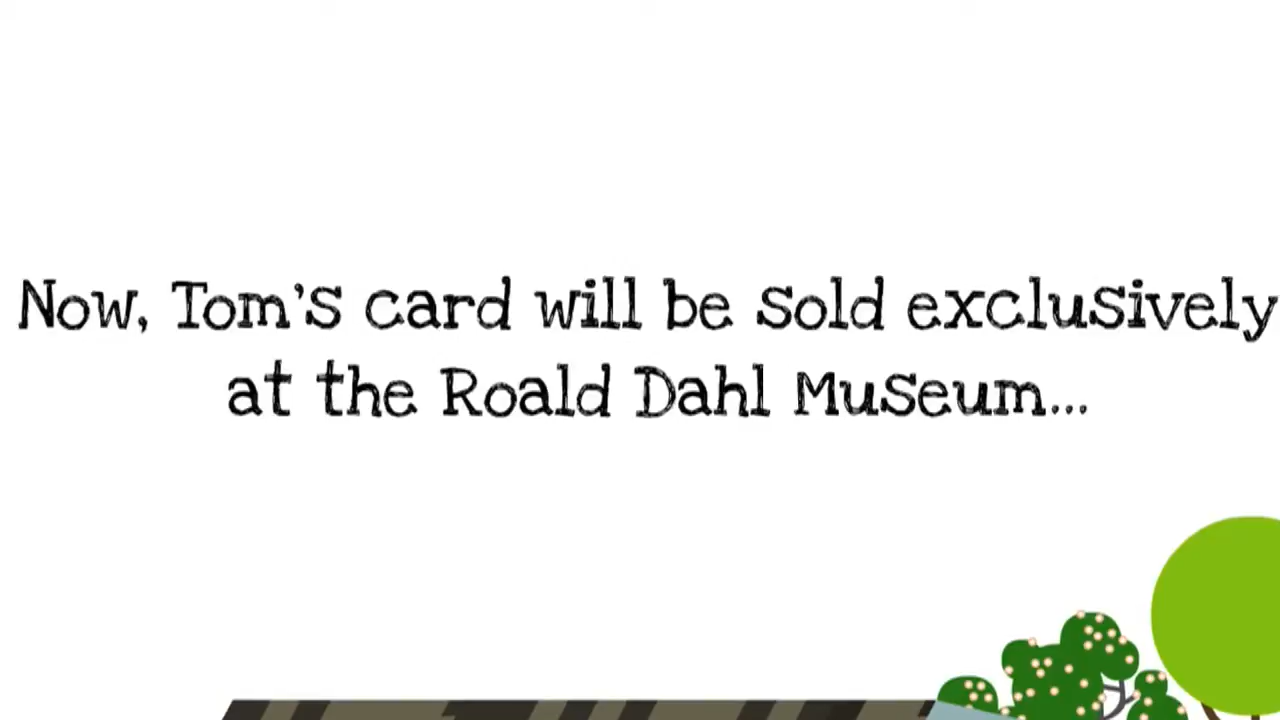 Now, Tom's card will be sold exclusively
at the Roald Dahl Museum...